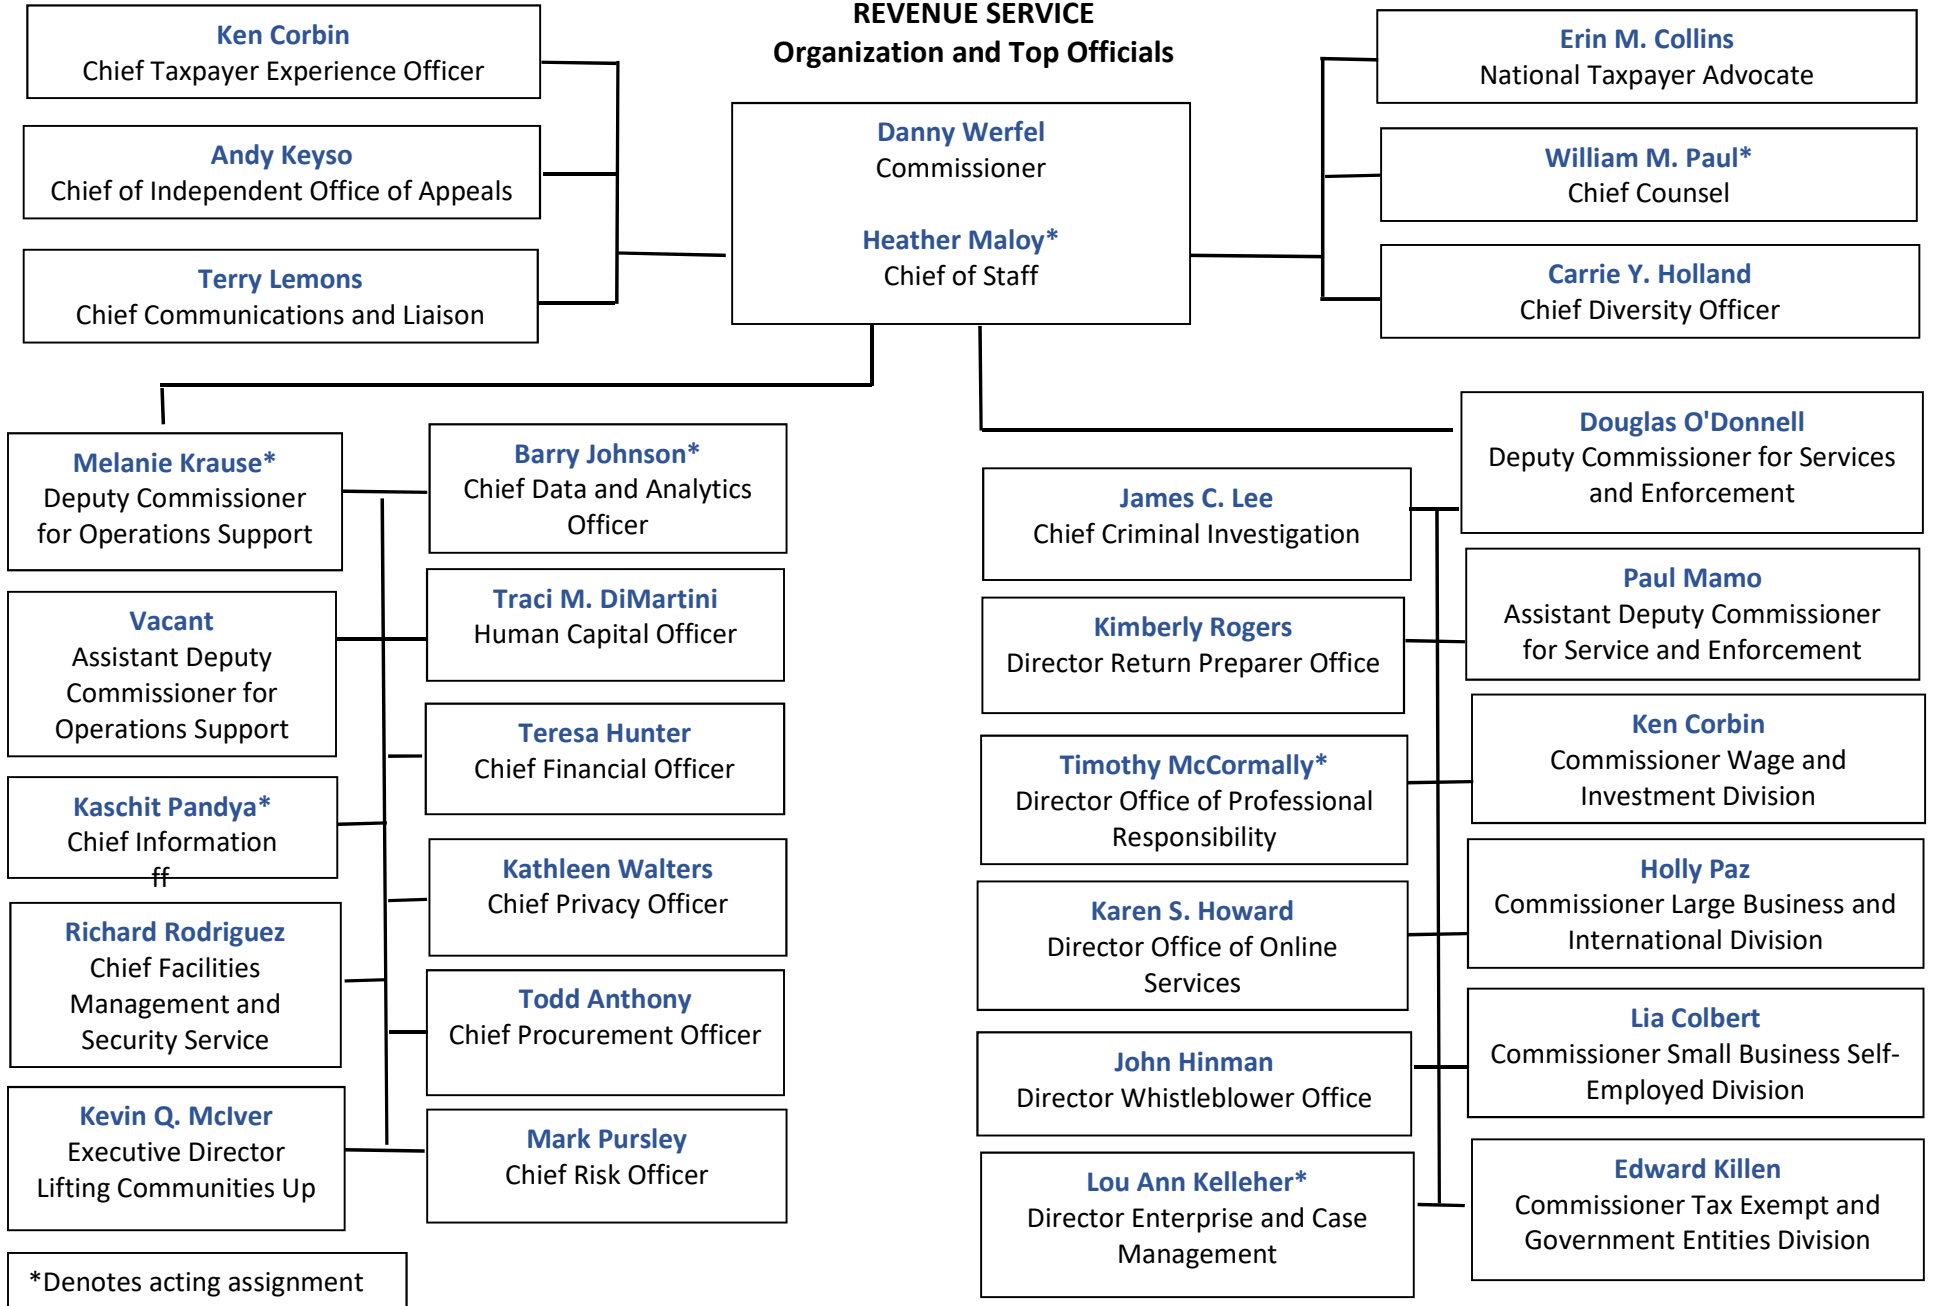 REVENUE SERVICE
Organization and Top Officials
Ken Corbin
Chief Taxpayer Experience Officer
Andy Keyso
Chief of Independent Office of Appeals
Terry Lemons
Chief Communications and Liaison
Danny Werfel
Commissioner
Heather Maloy*
Chief of Staff
Erin M. Collins
National Taxpayer Advocate
William M. Paul*
Chief Counsel
Carrie Y. Holland
Chief Diversity Officer
Melanie Krause*
Deputy Commissioner
for Operations Support
Vacant
Assistant Deputy
Commissioner for
Operations Support
Kaschit Pandya*
Chief Information
ff
Richard Rodriguez
Chief Facilities
Management and
Security Service
Kevin Q. McIver
Executive Director
Lifting Communities Up
Barry Johnson*
Chief Data and Analytics
Officer
Traci M. DiMartini
Human Capital Officer
Teresa Hunter
Chief Financial Officer
Kathleen Walters
Chief Privacy Officer
Todd Anthony
Chief Procurement Officer
Mark Pursley
Chief Risk Officer
James C. Lee
Chief Criminal Investigation
Kimberly Rogers
Director Return Preparer Office
Timothy McCormally*
Director Office of Professional
Responsibility
Karen S. Howard
Director Office of Online
Services
John Hinman
Director Whistleblower Office
Lou Ann Kelleher*
Director Enterprise and Case
Management
Douglas O'Donnell
Deputy Commissioner for Services
and Enforcement
Paul Mamo
Assistant Deputy Commissioner
for Service and Enforcement
Ken Corbin
Commissioner Wage and
Investment Division
Holly Paz
Commissioner Large Business and
International Division
Lia Colbert
Commissioner Small Business Self-
Employed Division
Edward Killen
Commissioner Tax Exempt and
Government Entities Division
*Denotes acting assignment